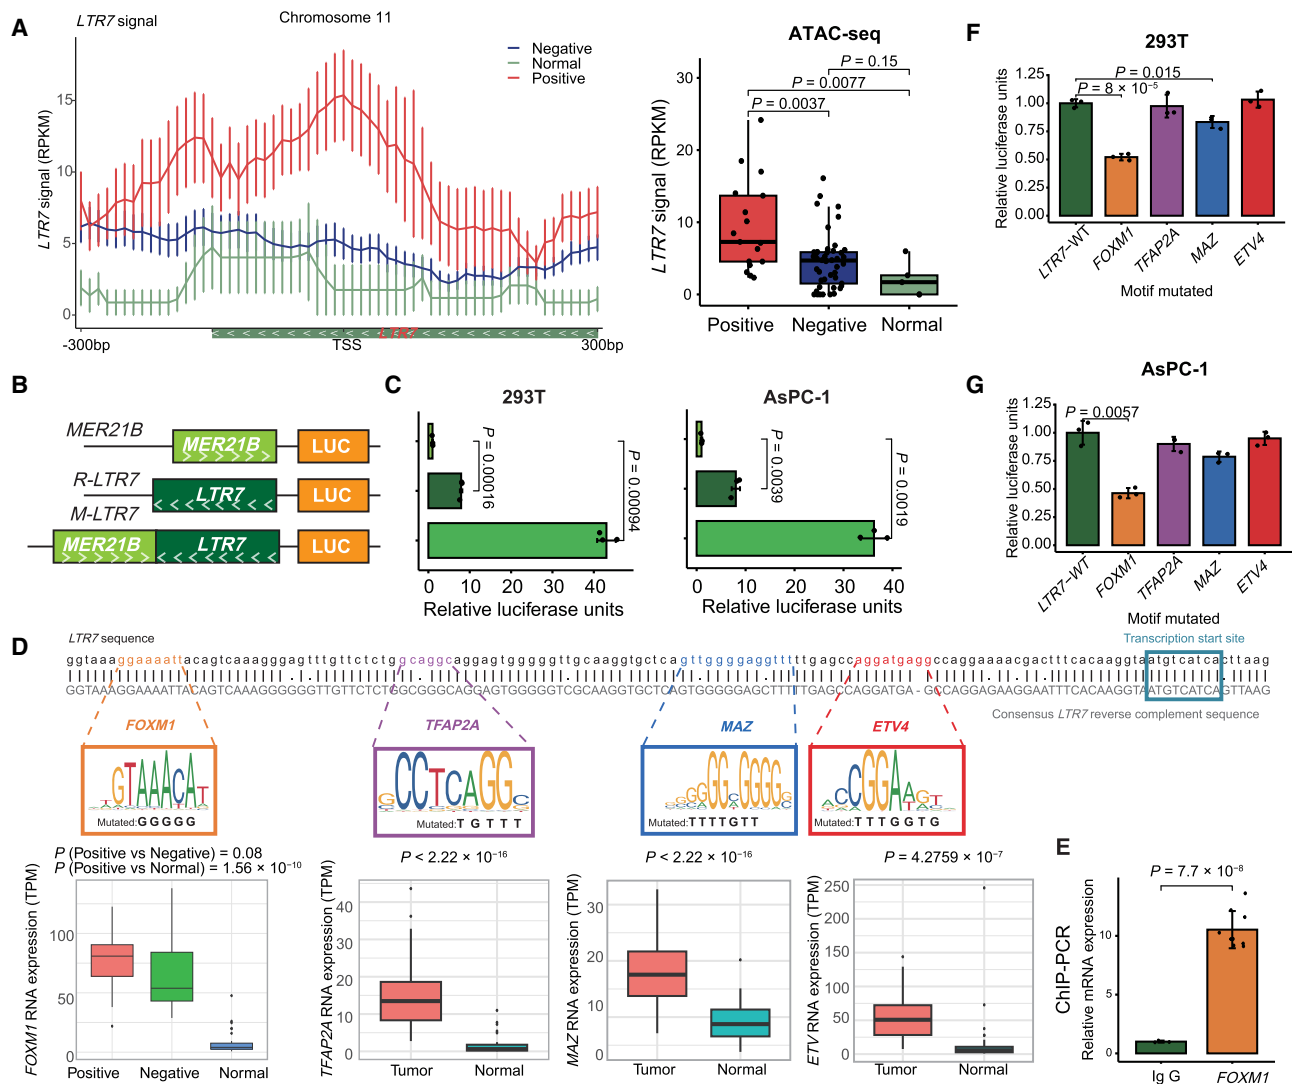 A
LTR7 signal
Chromosome 11
Negative
Normal
Positive
LTR7 signal (RPKM)
15
10
5
0
< < < < < < < < < LTR7 < < < < < < < < <
-300bp
TSS
300bp
ATAC-seq
P = 0.15
P = 0.0077
P = 0.0037
LTR7 signal (RPKM)
30
20
10
0
Positive
Negative
Normal
F
293T
Relative luciferase units
1.25
1.00
0.75
0.50
0.25
0.00
P = 0.015
P = 8 × 10⁻⁵
LTR7-WT
FOXM1
TFAP2A
MAZ
ETV4
Motif mutated
B
MER21B
MER21B
LUC
R-LTR7
LTR7
LUC
M-LTR7
MER21B
LTR7
LUC
C
293T
P = 0.00016
P = 0.00094
0 10 20 30 40
Relative luciferase units
AsPC-1
P = 0.0039
P = 0.0019
0 10 20 30 40
Relative luciferase units
G
AsPC-1
Relative luciferase units
1.25
1.00
0.75
0.50
0.25
0.00
P = 0.0057
LTR7-WT
FOXM1
TFAP2A
MAZ
ETV4
Motif mutated
D
LTR7 sequence
Transcription start site
ggtaaaggaaaattacagtcaaagggagtttgttctctggcaggcaggagtgggggtcgcaaggtgctcagttggggaggtttttgagccaggatgaggccaggaaaacgactttcacaaggtaatgtcatcacttaag
GGTAAAGGAAAATTACAGTCAAAGGGGGGTTGTTCTCTGGCGGGCAGGAGTGGGGGTCGCAAGGTGCTCAGTGGGGGAGCTTTTTGAGCCAGGATGA-GCCAGGAGAAGGAATTTCACAAGGTAATGTCATCAGTTAAG
Consensus LTR7 reverse complement sequence
FOXM1
TFAP2A
MAZ
ETV4
GTAAACAT
Mutated:GGGGG
GCCTCAGGC
Mutated:TGTTT
GGCGGGG
Mutated:TTTTGTT
ACCGGAAGT
Mutated:TTTGGTG
P (Positive vs Negative) = 0.08
P (Positive vs Normal) = 1.56 × 10⁻¹⁰
FOXM1 RNA expression (TPM)
100
50
0
Positive
Negative
Normal
P < 2.22 × 10⁻¹⁶
TFAP2A RNA expression (TPM)
40
30
20
10
0
Tumor
Normal
P < 2.22 × 10⁻¹⁶
MAZ RNA expression (TPM)
30
20
10
0
Tumor
Normal
P = 4.2759 × 10⁻⁷
ETV RNA expression (TPM)
250
200
150
100
50
0
Tumor
Normal
E
P = 7.7 × 10⁻⁸
ChIP-PCR
Relative mRNA expression
10
5
0
Ig G
FOXM1